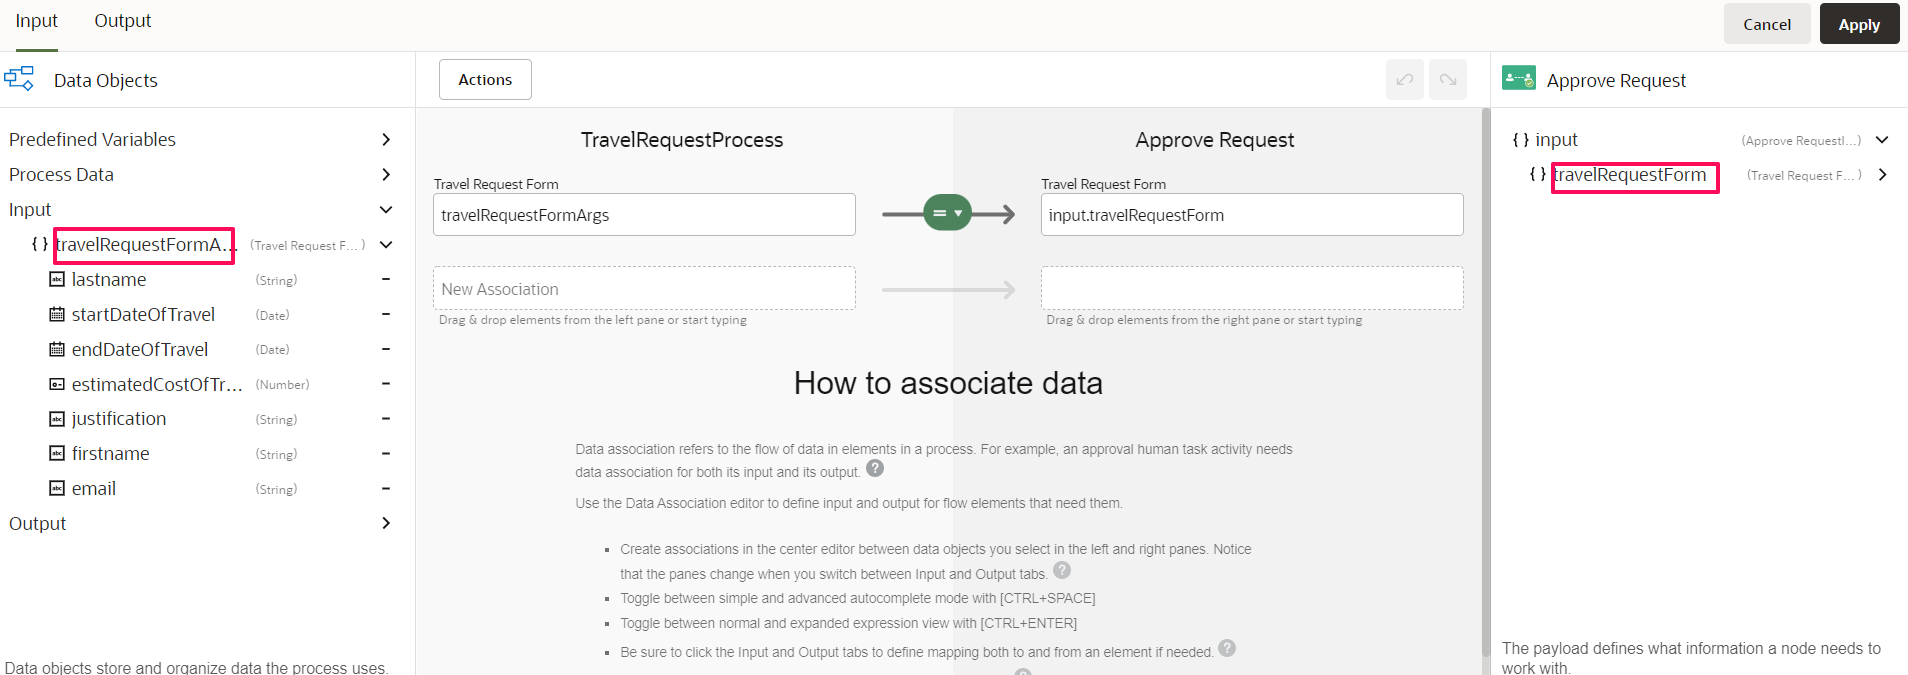 Input Output Cancel Apply
Data Objects Actions Approve Request
Predefined Variables
Process Data
Input
{ } travelRequestFormA... (Travel Request F... )
lastname (String)
startDateOfTravel (Date)
endDateOfTravel (Date)
estimatedCostOfTr... (Number)
justification (String)
firstname (String)
email (String)
Output
Data objects store and organize data the process uses.
TravelRequestProcess Approve Request
Travel Request Form Travel Request Form
travelRequestFormArgs = input.travelRequestForm
New Association
Drag & drop elements from the left pane or start typing Drag & drop elements from the right pane or start typing
How to associate data
Data association refers to the flow of data in elements in a process. For example, an approval human task activity needs
data association for both its input and its output. ?
Use the Data Association editor to define input and output for flow elements that need them.
▪ Create associations in the center editor between data objects you select in the left and right panes. Notice
that the panes change when you switch between Input and Output tabs. ?
▪ Toggle between simple and advanced autocomplete mode with [CTRL+SPACE]
▪ Toggle between normal and expanded expression view with [CTRL+ENTER]
▪ Be sure to click the Input and Output tabs to define mapping both to and from an element if needed. ?
{ } input (Approve RequestI...)
{ } travelRequestForm (Travel Request F... )
The payload defines what information a node needs to
work with.